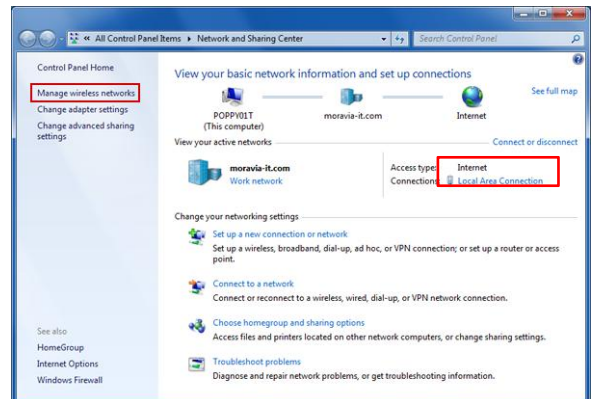 « All Control Panel Items ▸ Network and Sharing Center
Search Control Panel
Control Panel Home
Manage wireless networks
Change adapter settings
Change advanced sharing
settings
View your basic network information and set up connections
See full map
POPPY01T
(This computer)
moravia-it.com
Internet
View your active networks
Connect or disconnect
moravia-it.com
Work network
Access type:
Internet
Connections:
Local Area Connection
Change your networking settings
Set up a new connection or network
Set up a wireless, broadband, dial-up, ad hoc, or VPN connection; or set up a router or access
point.
Connect to a network
Connect or reconnect to a wireless, wired, dial-up, or VPN network connection.
Choose homegroup and sharing options
Access files and printers located on other network computers, or change sharing settings.
Troubleshoot problems
Diagnose and repair network problems, or get troubleshooting information.
See also
HomeGroup
Internet Options
Windows Firewall